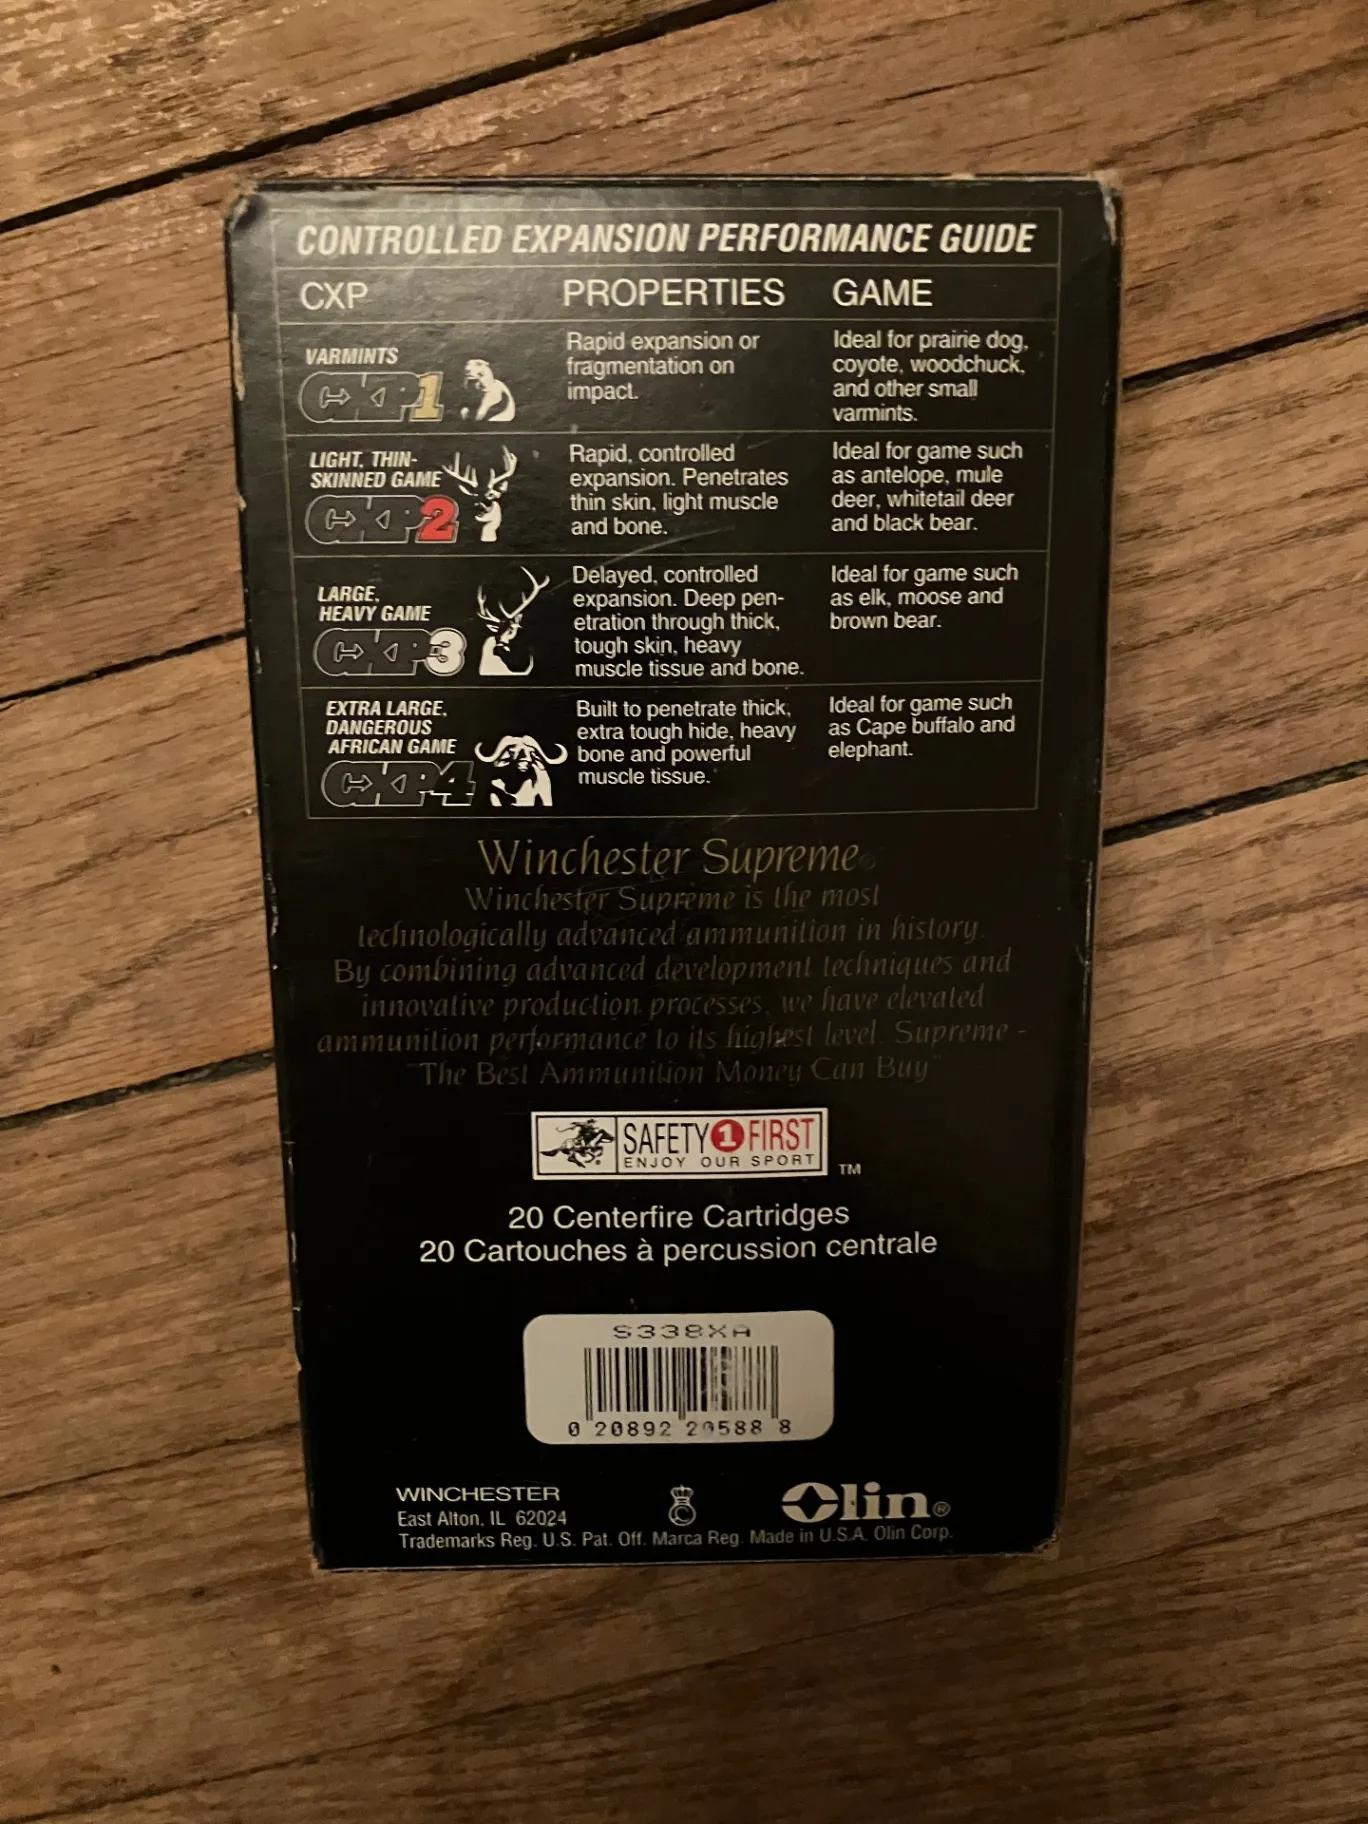 CONTROLLED EXPANSION PERFORMANCE GUIDE
CXP PROPERTIES GAME
VARMINTS
CXP1
Rapid expansion or
fragmentation on
impact.
Ideal for prairie dog,
coyote, woodchuck,
and other small
varmints.
LIGHT, THIN-
SKINNED GAME
CXP2
Rapid, controlled
expansion. Penetrates
thin skin, light muscle
and bone.
Ideal for game such
as antelope, mule
deer, whitetail deer
and black bear.
LARGE,
HEAVY GAME
CXP3
Delayed, controlled
expansion. Deep pen-
etration through thick,
tough skin, heavy
muscle tissue and bone.
Ideal for game such
as elk, moose and
brown bear.
EXTRA LARGE,
DANGEROUS
AFRICAN GAME
CXP4
Built to penetrate thick,
extra tough hide, heavy
bone and powerful
muscle tissue.
Ideal for game such
as Cape buffalo and
elephant.
Winchester Supreme®
Winchester Supreme is the most
technologically advanced ammunition in history.
By combining advanced development techniques and
innovative production processes, we have elevated
ammunition performance to its highest level. Supreme -
"The Best Ammunition Money Can Buy"
SAFETY 1 FIRST
ENJOY OUR SPORT
TM
20 Centerfire Cartridges
20 Cartouches à percussion centrale
S338XA
0 20892 20588 8
WINCHESTER
East Alton, IL 62024
Olin®
Trademarks Reg. U.S. Pat. Off. Marca Reg. Made in U.S.A. Olin Corp.